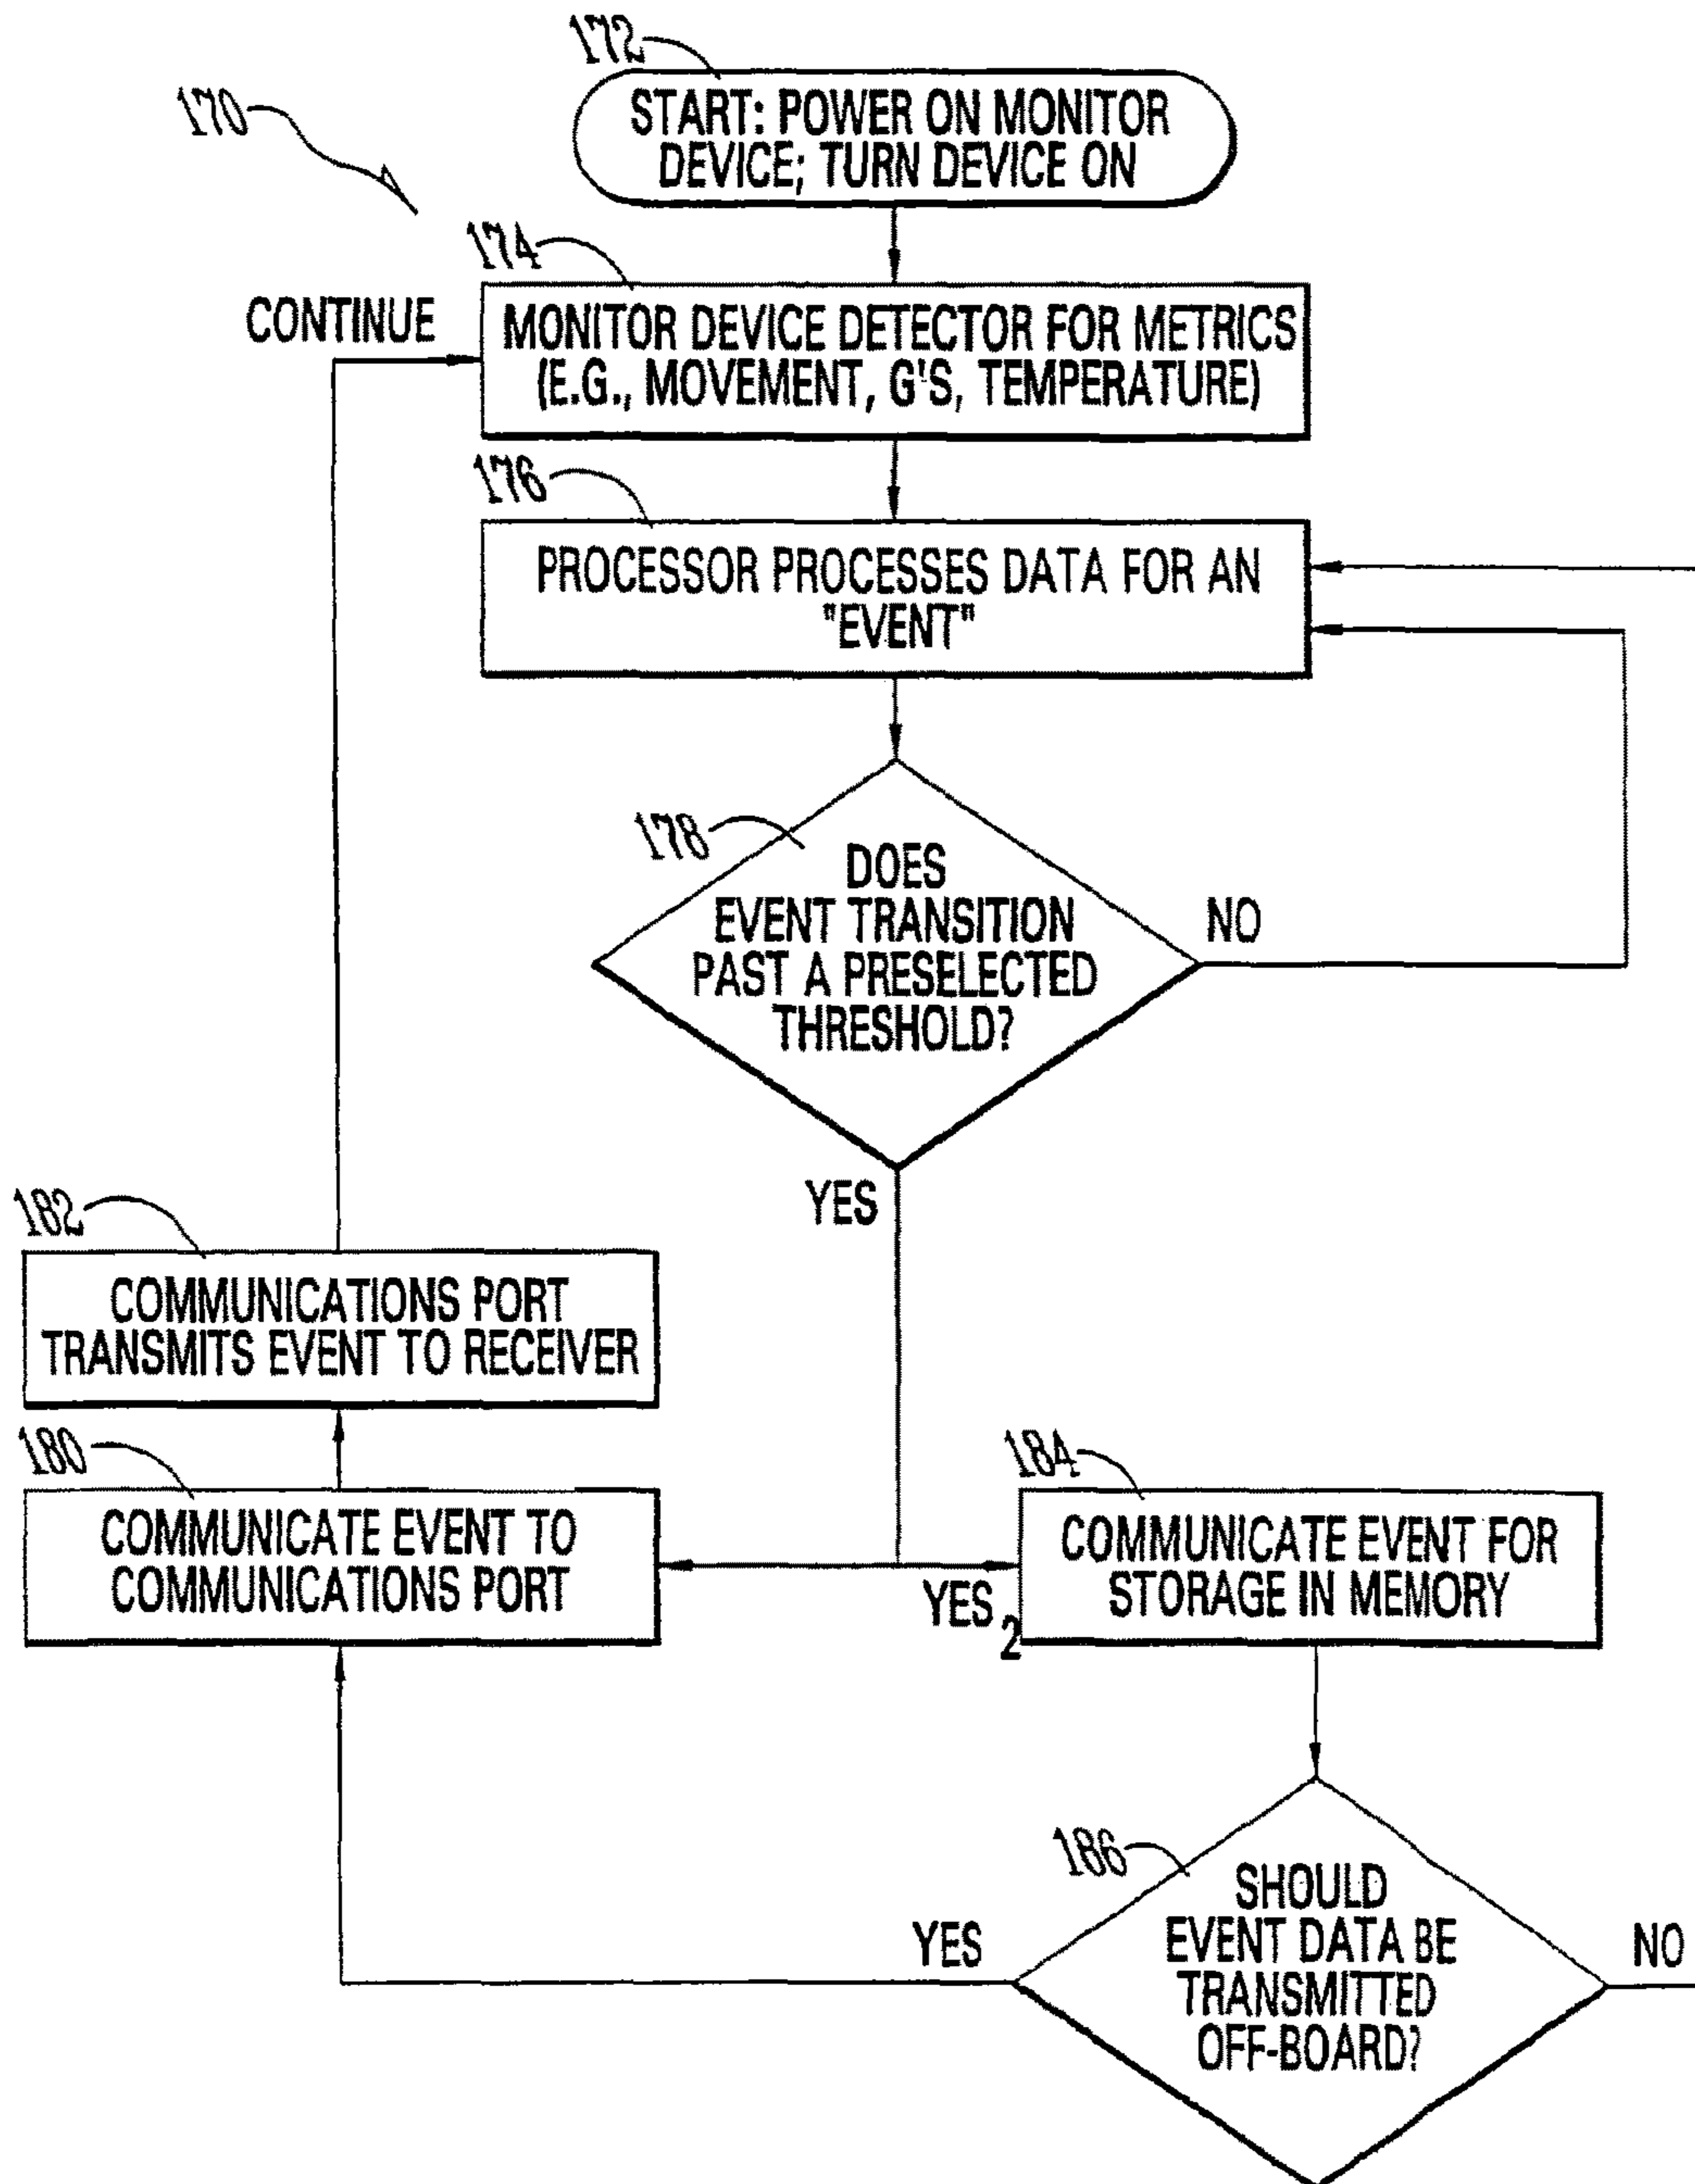 172
170
START: POWER ON MONITOR
DEVICE; TURN DEVICE ON
174
CONTINUE
MONITOR DEVICE DETECTOR FOR METRICS
(E.G., MOVEMENT, G'S, TEMPERATURE)
176
PROCESSOR PROCESSES DATA FOR AN
"EVENT"
178
DOES
EVENT TRANSITION
PAST A PRESELECTED
THRESHOLD?
NO
YES
182
COMMUNICATIONS PORT
TRANSMITS EVENT TO RECEIVER
180
COMMUNICATE EVENT TO
COMMUNICATIONS PORT
184
COMMUNICATE EVENT FOR
STORAGE IN MEMORY
YES 2
186
SHOULD
EVENT DATA BE
TRANSMITTED
OFF-BOARD?
YES
NO